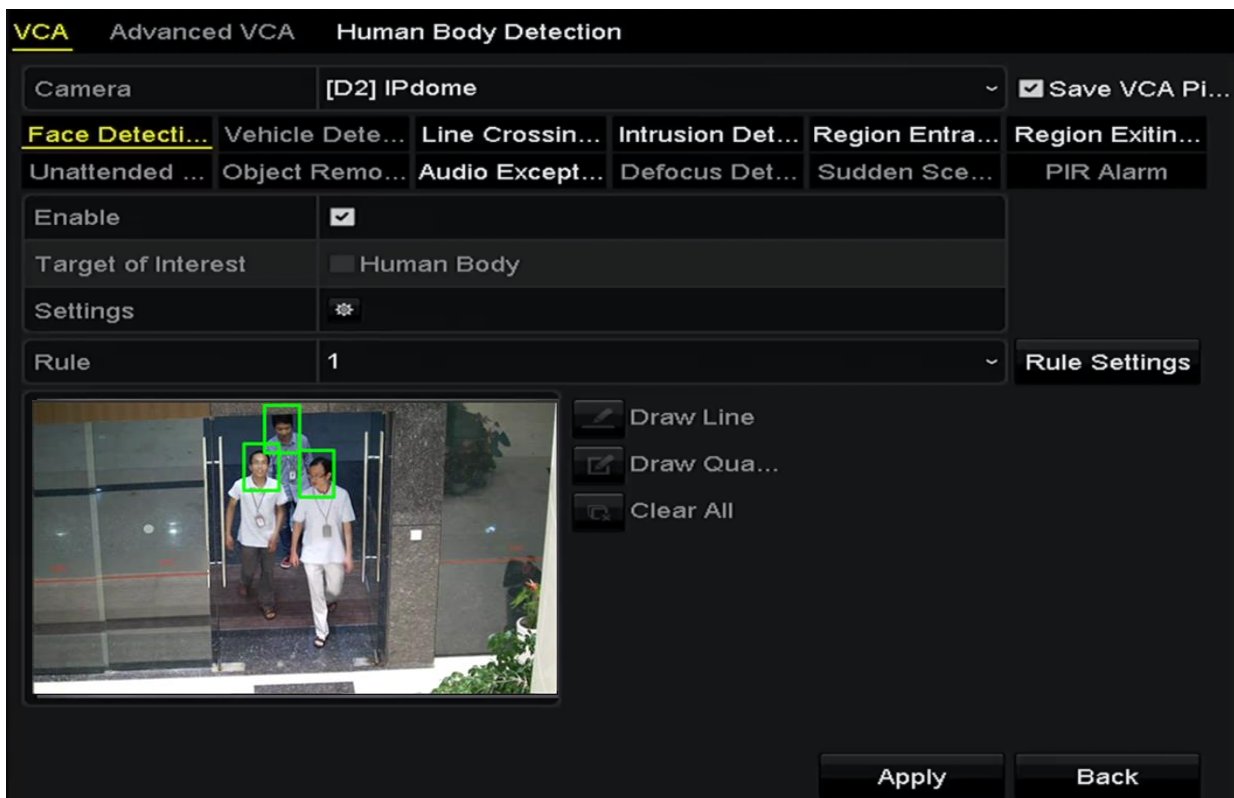 VCA Advanced VCA Human Body Detection
Camera [D2] IPdome Save VCA Pi...
Face Detecti... Vehicle Dete... Line Crossin... Intrusion Det... Region Entra... Region Exitin...
Unattended ... Object Remo... Audio Except... Defocus Det... Sudden Sce... PIR Alarm
Enable
Target of Interest Human Body
Settings
Rule 1 Rule Settings
Draw Line
Draw Qua...
Clear All
Apply Back